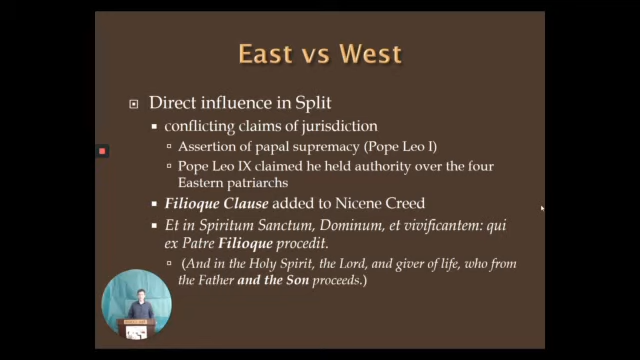 East vs West
Direct influence in Split
conflicting claims of jurisdiction
Assertion of papal supremacy (Pope Leo I)
Pope Leo IX claimed he held authority over the four
Eastern patriarchs
Filioque Clause added to Nicene Creed
Et in Spiritum Sanctum, Dominum, et vivificantem: qui
ex Patre Filioque procedit.
(And in the Holy Spirit, the Lord, and giver of life, who from
the Father and the Son proceeds.)